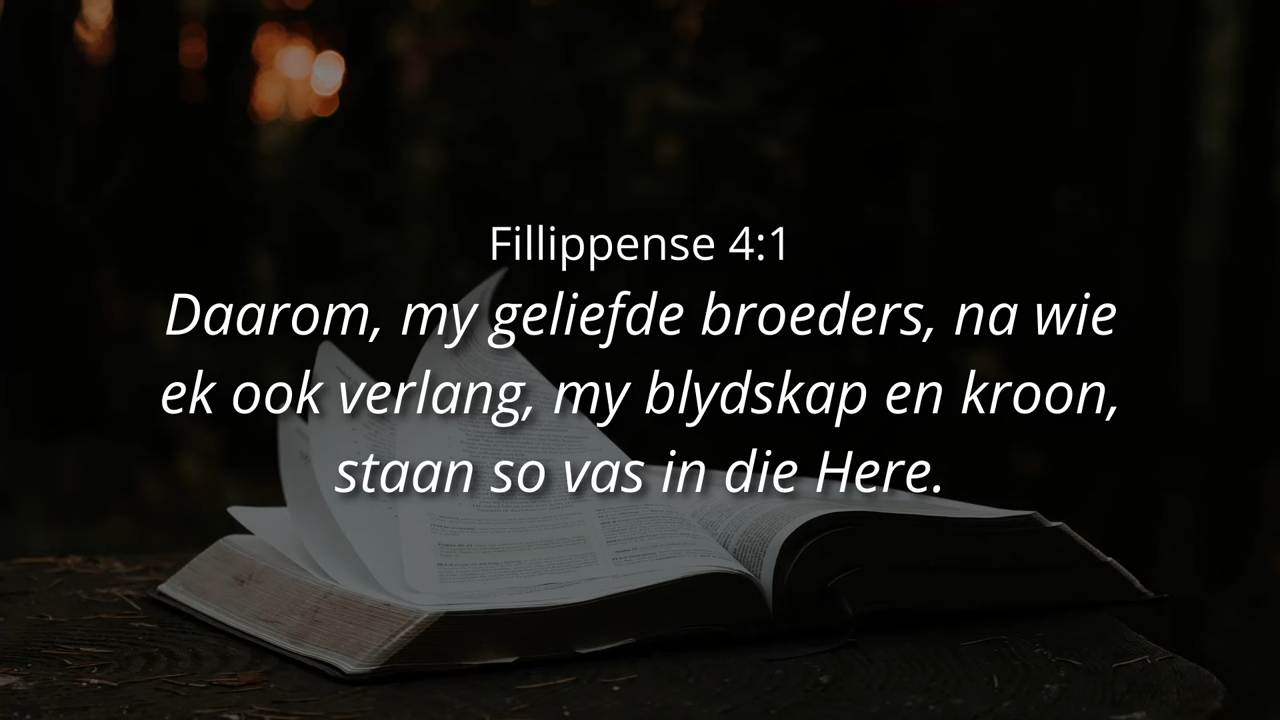 Fillippense 4:1
Daarom, my geliefde broeders, na wie
ek ook verlang, my blydskap en kroon,
staan so vas in die Here.